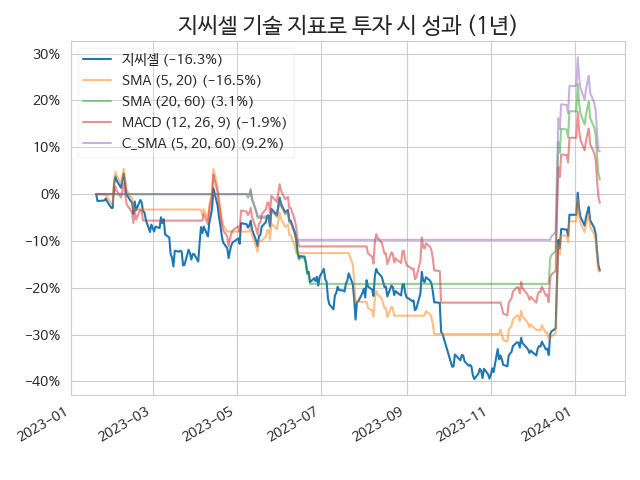 지씨셀 기술 지표로 투자 시 성과 (1년)
30%
20%
10%
0%
−10%
−20%
−30%
−40%
지씨셀 (−16.3%)
SMA (5, 20) (−16.5%)
SMA (20, 60) (3.1%)
MACD (12, 26, 9) (−1.9%)
C_SMA (5, 20, 60) (9.2%)
2023−01
2023−03
2023−05
2023−07
2023−09
2023−11
2024−01